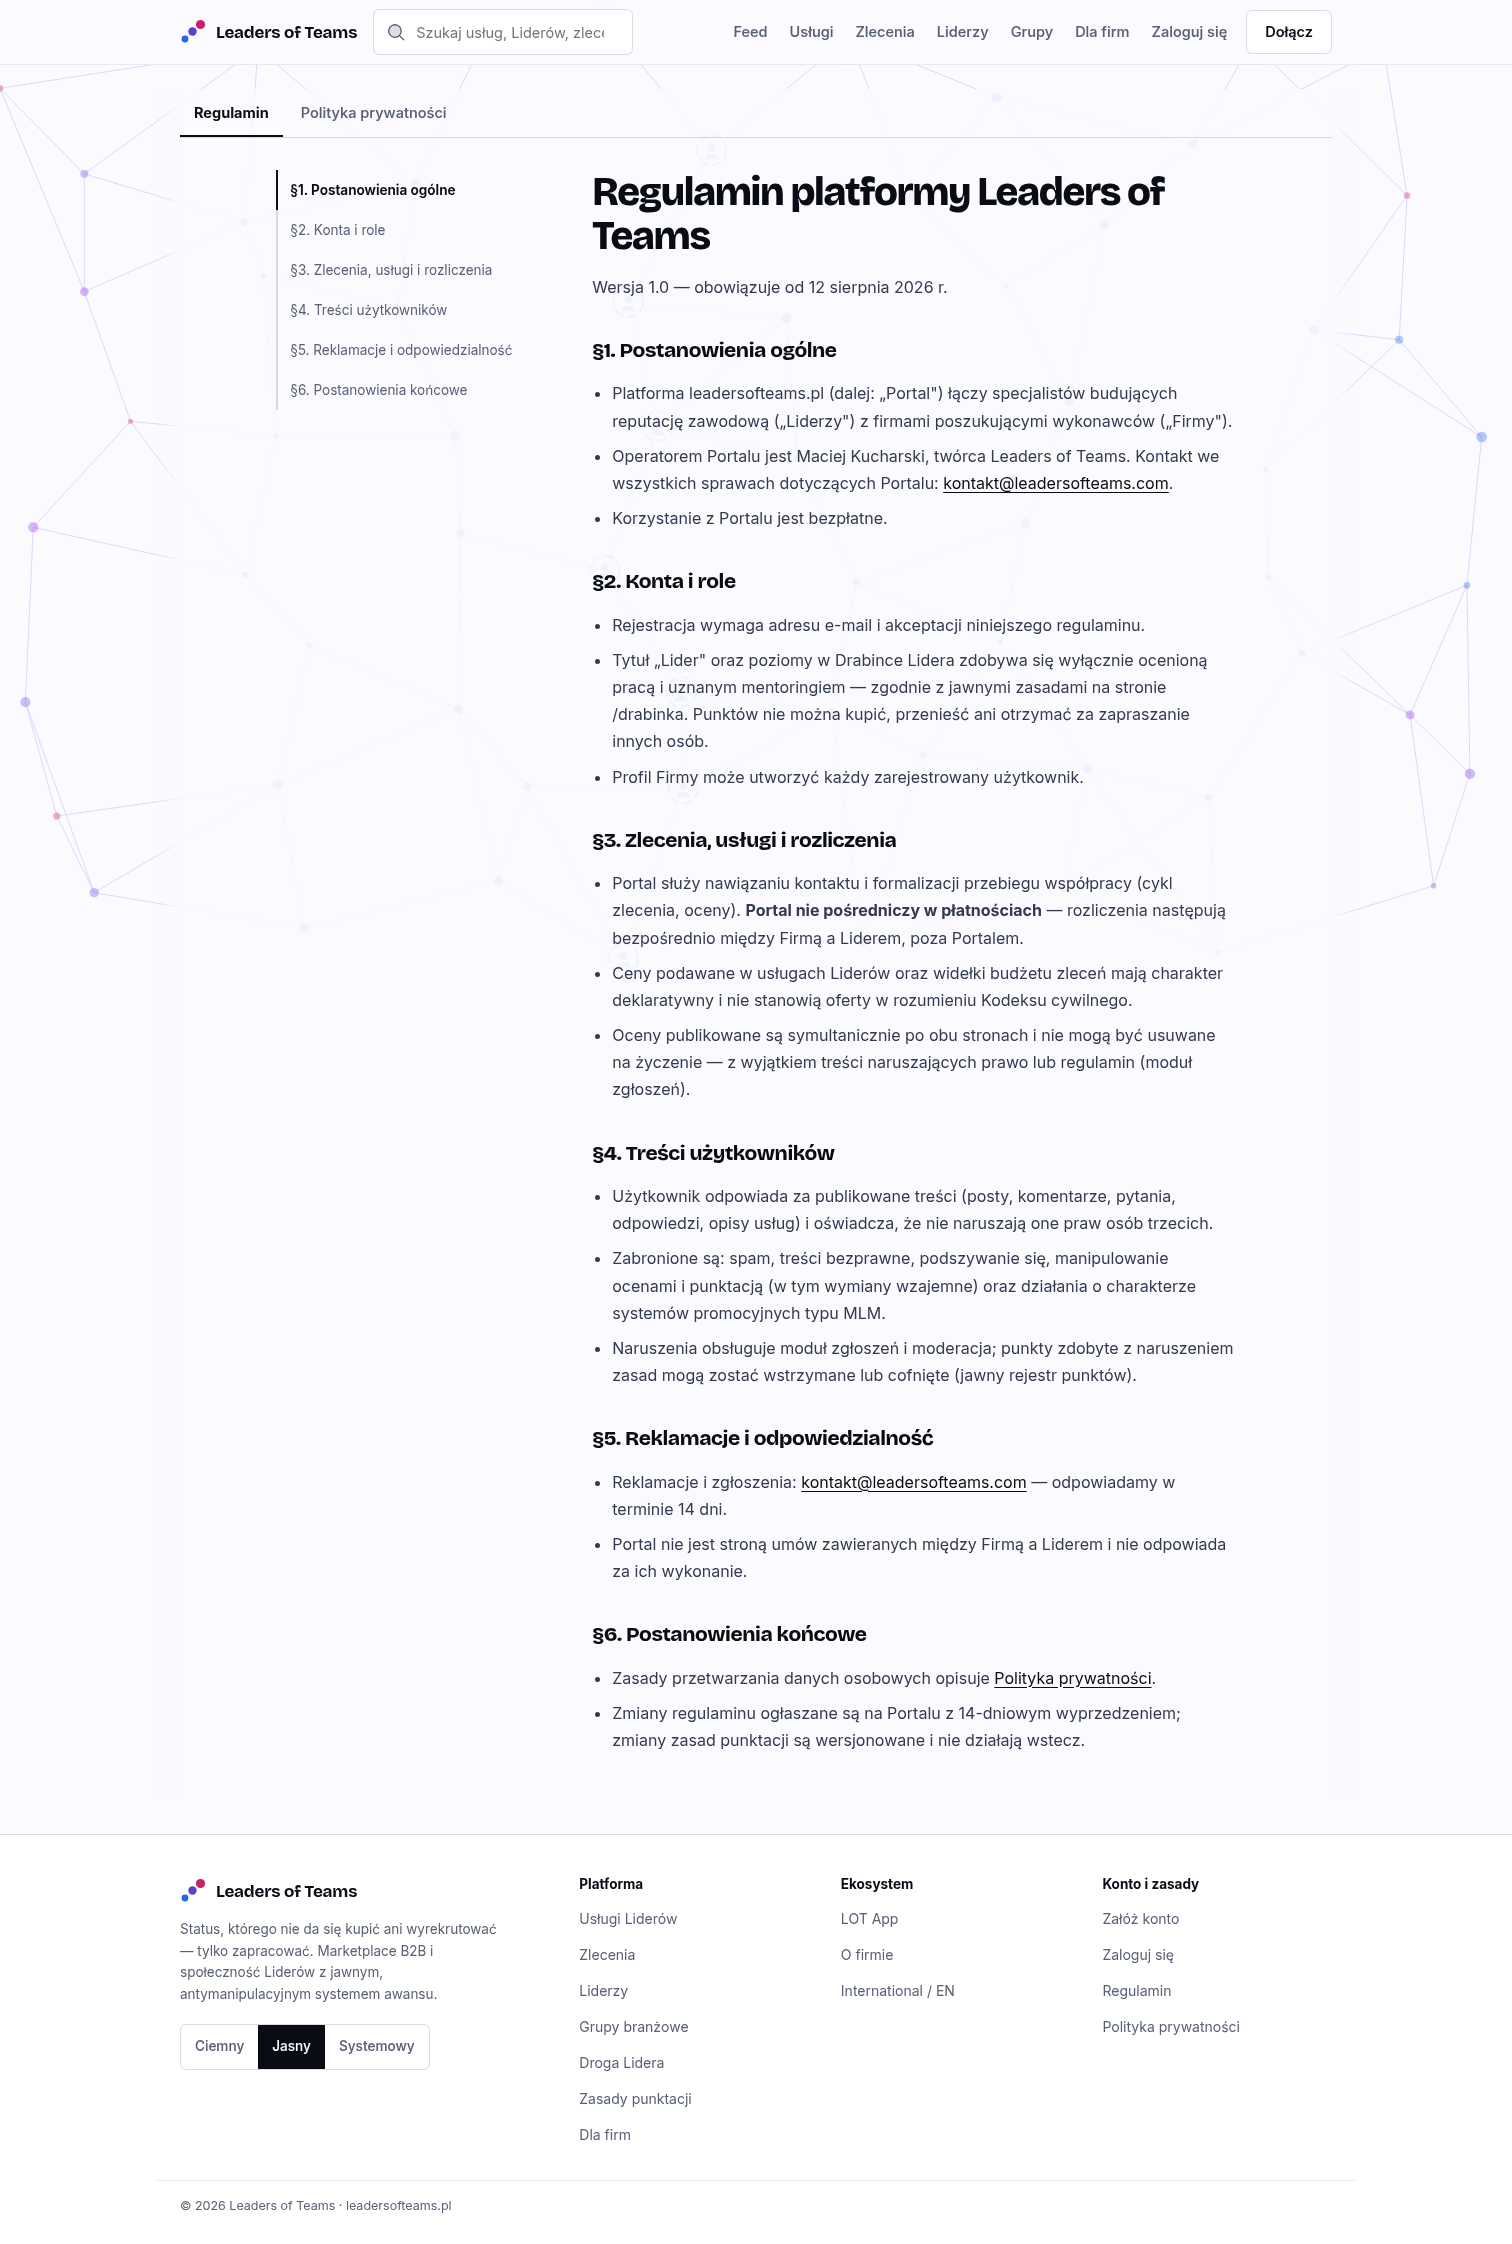 Leaders of Teams
Szukaj usług, Liderów, zlece
Feed
Usługi
Zlecenia
Liderzy
Grupy
Dla firm
Zaloguj się
Dołącz
Regulamin
Polityka prywatności
§1. Postanowienia ogólne
§2. Konta i role
§3. Zlecenia, usługi i rozliczenia
§4. Treści użytkowników
§5. Reklamacje i odpowiedzialność
§6. Postanowienia końcowe
Regulamin platformy Leaders of
Teams
Wersja 1.0 — obowiązuje od 12 sierpnia 2026 r.
§1. Postanowienia ogólne
• Platforma leadersofteams.pl (dalej: „Portal") łączy specjalistów budujących
reputację zawodową („Liderzy") z firmami poszukującymi wykonawców („Firmy").
• Operatorem Portalu jest Maciej Kucharski, twórca Leaders of Teams. Kontakt we
wszystkich sprawach dotyczących Portalu: kontakt@leadersofteams.com.
• Korzystanie z Portalu jest bezpłatne.
§2. Konta i role
• Rejestracja wymaga adresu e-mail i akceptacji niniejszego regulaminu.
• Tytuł „Lider" oraz poziomy w Drabince Lidera zdobywa się wyłącznie ocenioną
pracą i uznanym mentoringiem — zgodnie z jawnymi zasadami na stronie
/drabinka. Punktów nie można kupić, przenieść ani otrzymać za zapraszanie
innych osób.
• Profil Firmy może utworzyć każdy zarejestrowany użytkownik.
§3. Zlecenia, usługi i rozliczenia
• Portal służy nawiązaniu kontaktu i formalizacji przebiegu współpracy (cykl
zlecenia, oceny). Portal nie pośredniczy w płatnościach — rozliczenia następują
bezpośrednio między Firmą a Liderem, poza Portalem.
• Ceny podawane w usługach Liderów oraz widełki budżetu zleceń mają charakter
deklaratywny i nie stanowią oferty w rozumieniu Kodeksu cywilnego.
• Oceny publikowane są symultanicznie po obu stronach i nie mogą być usuwane
na życzenie — z wyjątkiem treści naruszających prawo lub regulamin (moduł
zgłoszeń).
§4. Treści użytkowników
• Użytkownik odpowiada za publikowane treści (posty, komentarze, pytania,
odpowiedzi, opisy usług) i oświadcza, że nie naruszają one praw osób trzecich.
• Zabronione są: spam, treści bezprawne, podszywanie się, manipulowanie
ocenami i punktacją (w tym wymiany wzajemne) oraz działania o charakterze
systemów promocyjnych typu MLM.
• Naruszenia obsługuje moduł zgłoszeń i moderacja; punkty zdobyte z naruszeniem
zasad mogą zostać wstrzymane lub cofnięte (jawny rejestr punktów).
§5. Reklamacje i odpowiedzialność
• Reklamacje i zgłoszenia: kontakt@leadersofteams.com — odpowiadamy w
terminie 14 dni.
• Portal nie jest stroną umów zawieranych między Firmą a Liderem i nie odpowiada
za ich wykonanie.
§6. Postanowienia końcowe
• Zasady przetwarzania danych osobowych opisuje Polityka prywatności.
• Zmiany regulaminu ogłaszane są na Portalu z 14-dniowym wyprzedzeniem;
zmiany zasad punktacji są wersjonowane i nie działają wstecz.
Leaders of Teams
Status, którego nie da się kupić ani wyrekrutować
— tylko zapracować. Marketplace B2B i
społeczność Liderów z jawnym,
antymanipulacyjnym systemem awansu.
Ciemny
Jasny
Systemowy
Platforma
Usługi Liderów
Zlecenia
Liderzy
Grupy branżowe
Droga Lidera
Zasady punktacji
Dla firm
Ekosystem
LOT App
O firmie
International / EN
Konto i zasady
Załóż konto
Zaloguj się
Regulamin
Polityka prywatności
© 2026 Leaders of Teams · leadersofteams.pl